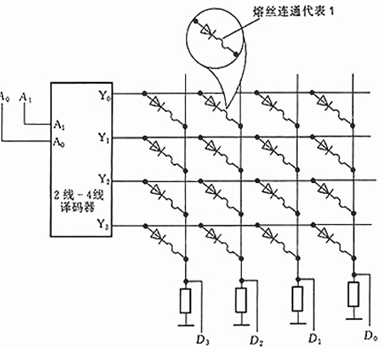 熔丝连通代表1
A₀ A₁
Y₀
A₁
Y₁
A₀
Y₂
2线-4线
译码器
Y₃
D₃ D₂ D₁ D₀